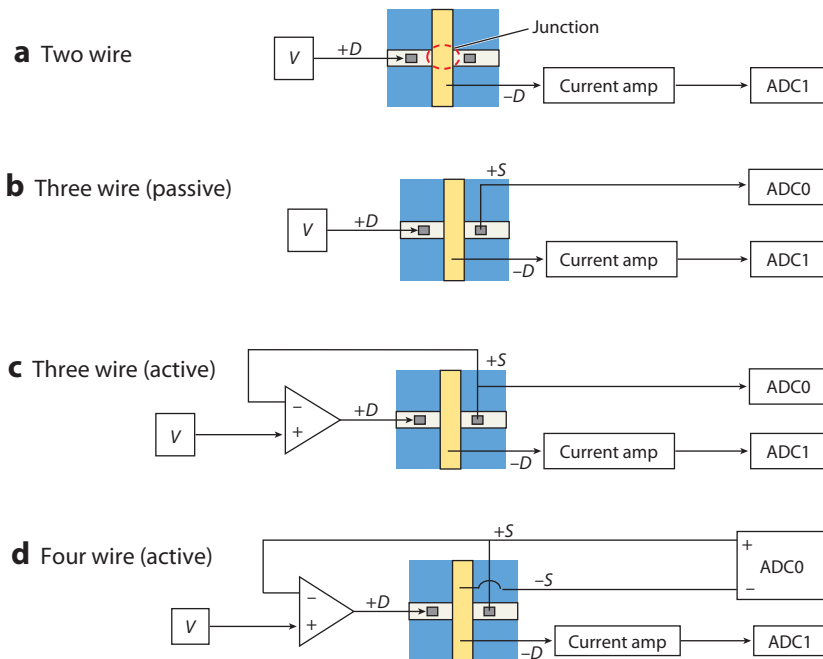 a Two wire
V
+D
Junction
–D
Current amp
ADC1
b Three wire (passive)
V
+D
+S
ADC0
–D
Current amp
ADC1
c Three wire (active)
+S
–
+
V
+D
ADC0
–D
Current amp
ADC1
d Four wire (active)
+S
+
ADC0
–
–S
–
+
V
+D
–D
Current amp
ADC1